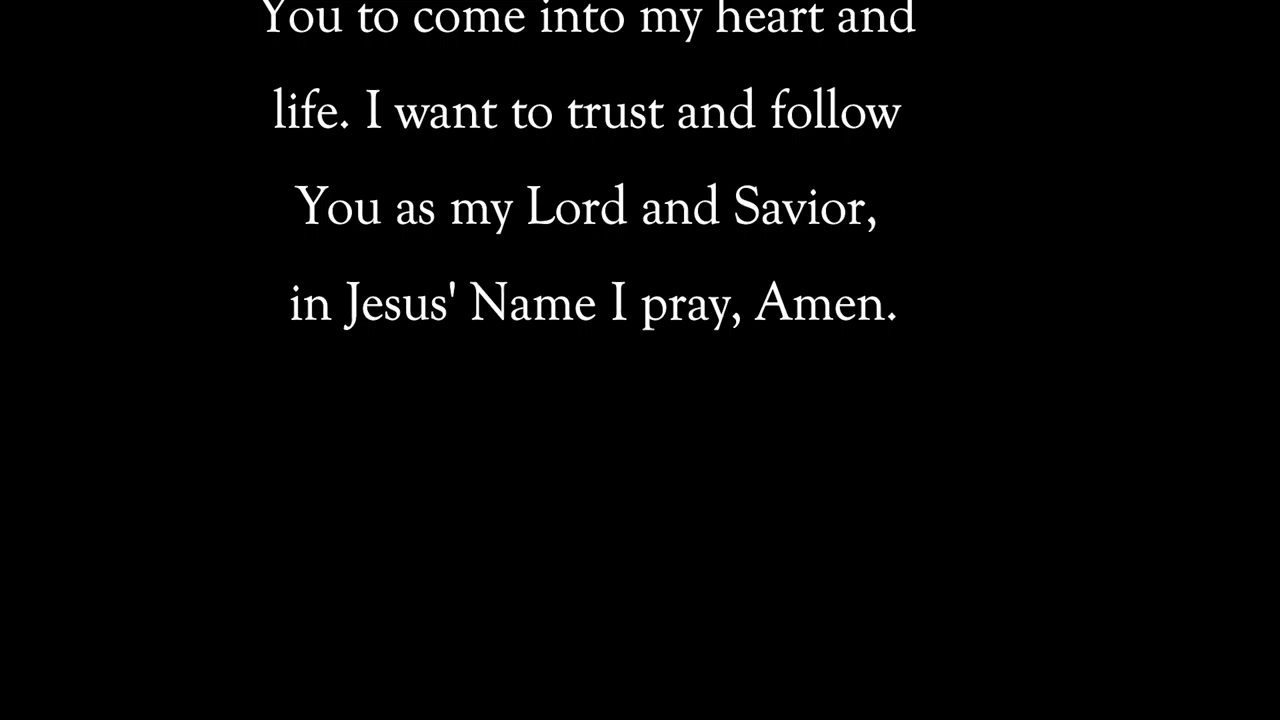 You to come into my heart and
life. I want to trust and follow
You as my Lord and Savior,
in Jesus' Name I pray, Amen.